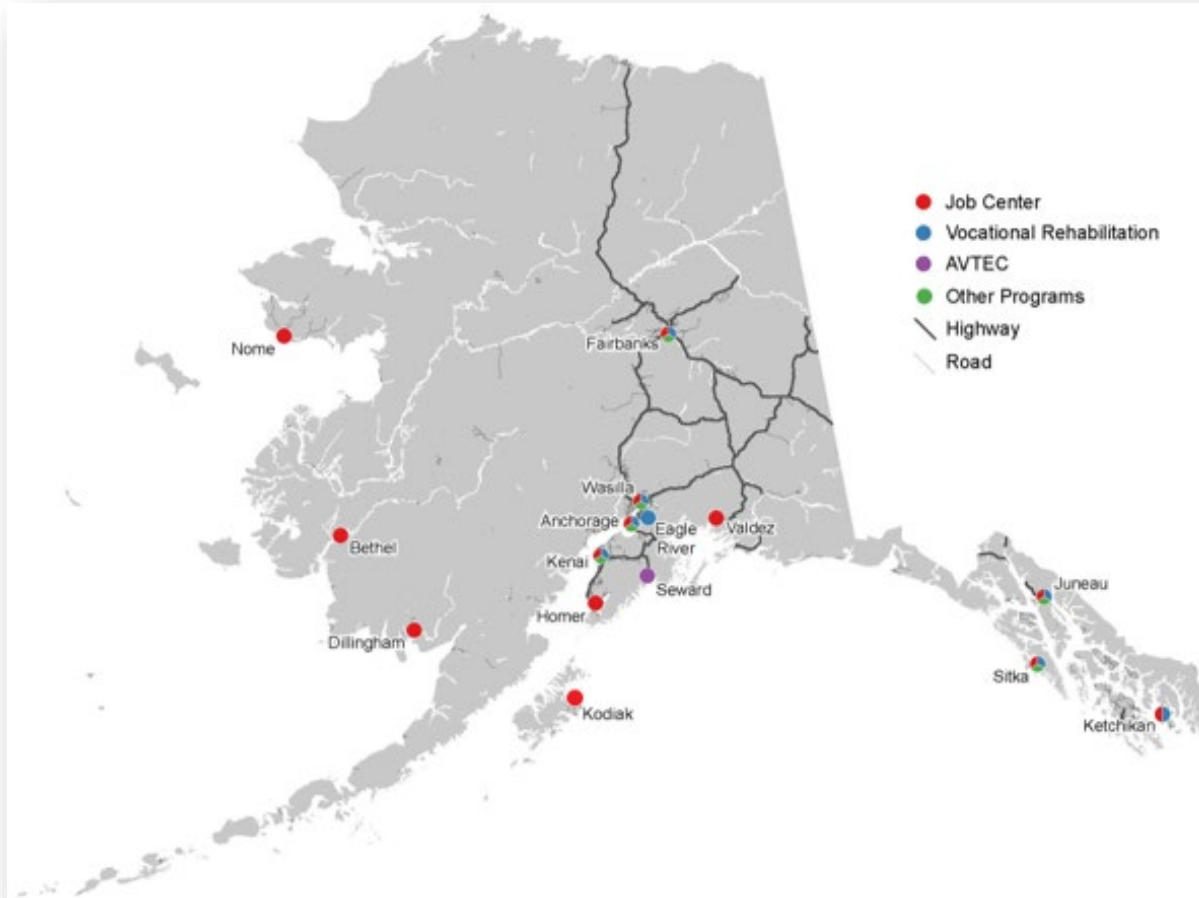 Job Center
Vocational Rehabilitation
AVTEC
Other Programs
Highway
Road
Nome
Fairbanks
Wasilla
Anchorage
Eagle
River
Valdez
Bethel
Kenai
Seward
Homer
Dillingham
Kodiak
Juneau
Sitka
Ketchikan